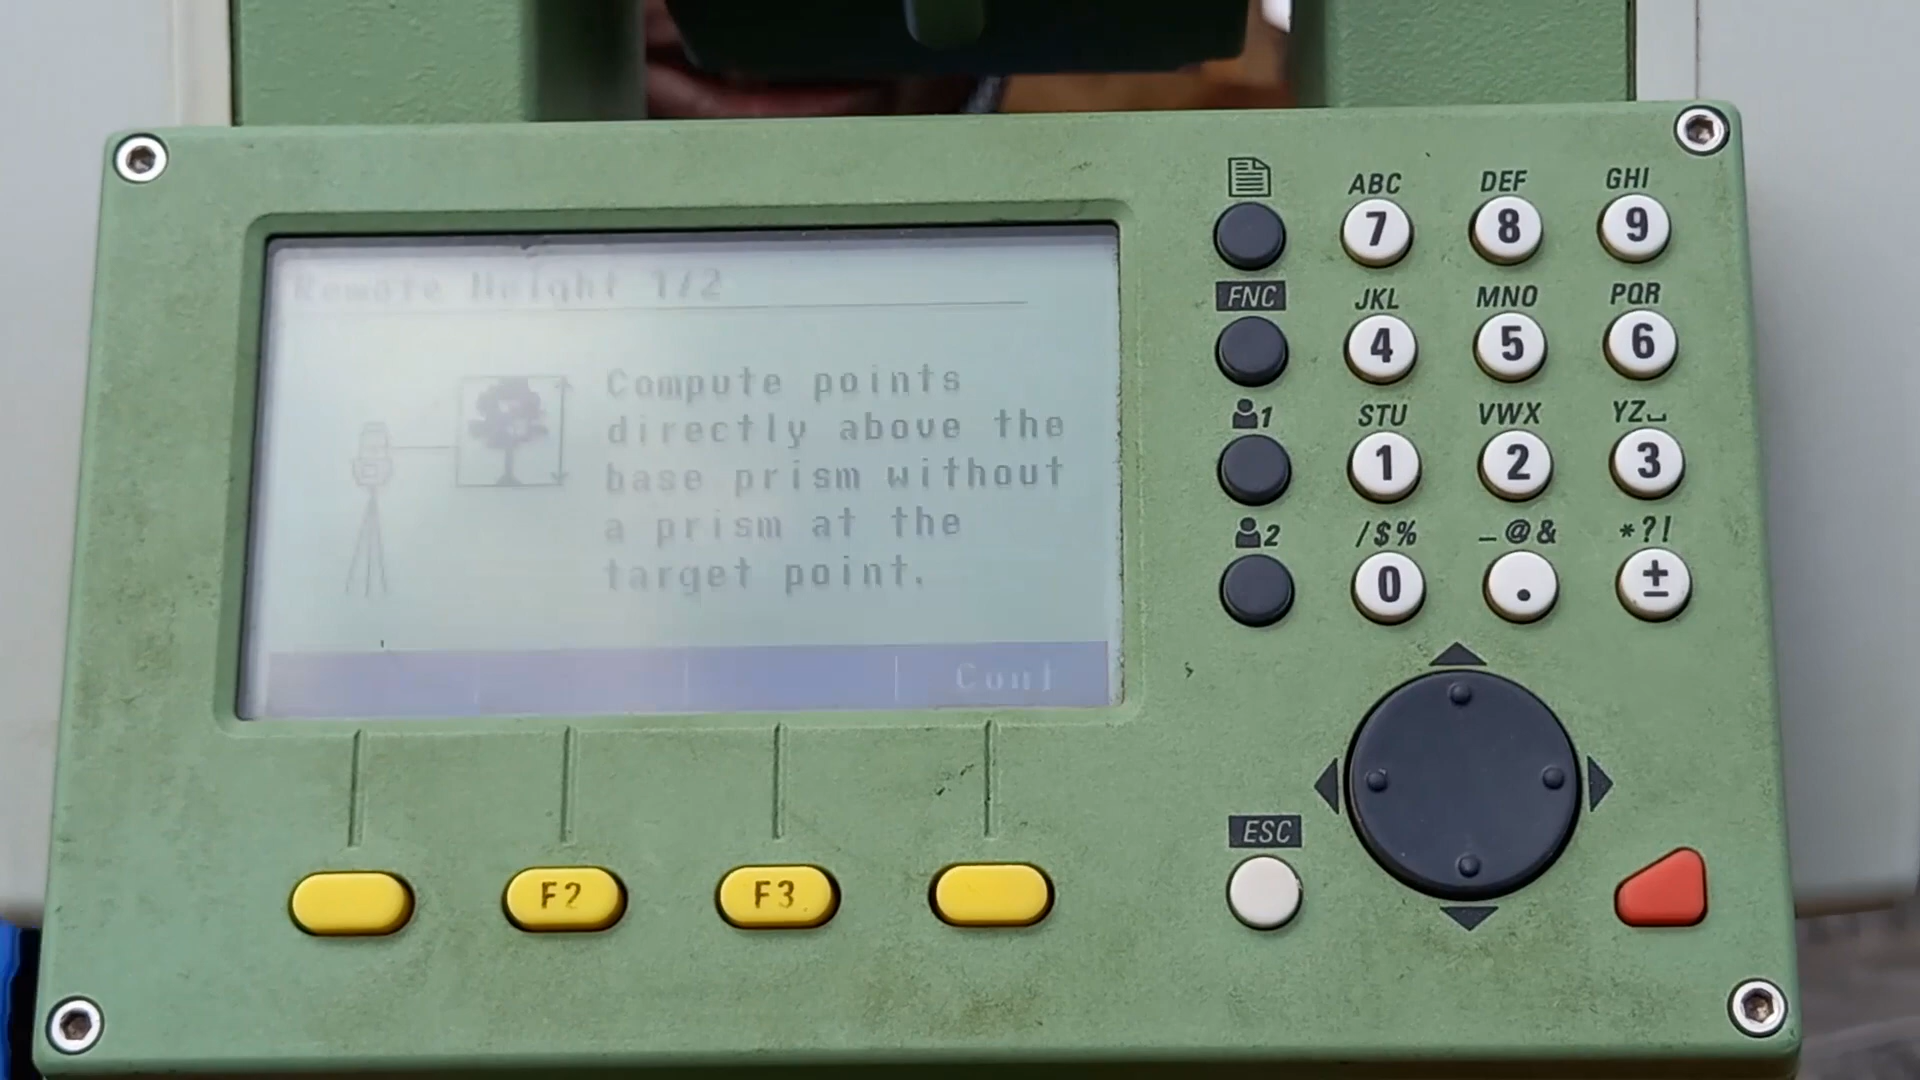 Remote Height 1/2
Compute points
directly above the
base prism without
a prism at the
target point.
Cont
FNC
1
2
ABC
DEF
GHI
7
8
9
JKL
MNO
PQR
4
5
6
STU
VWX
YZ⎵
1
2
3
/$%
_@&
*?!
0
.
±
ESC
F2
F3